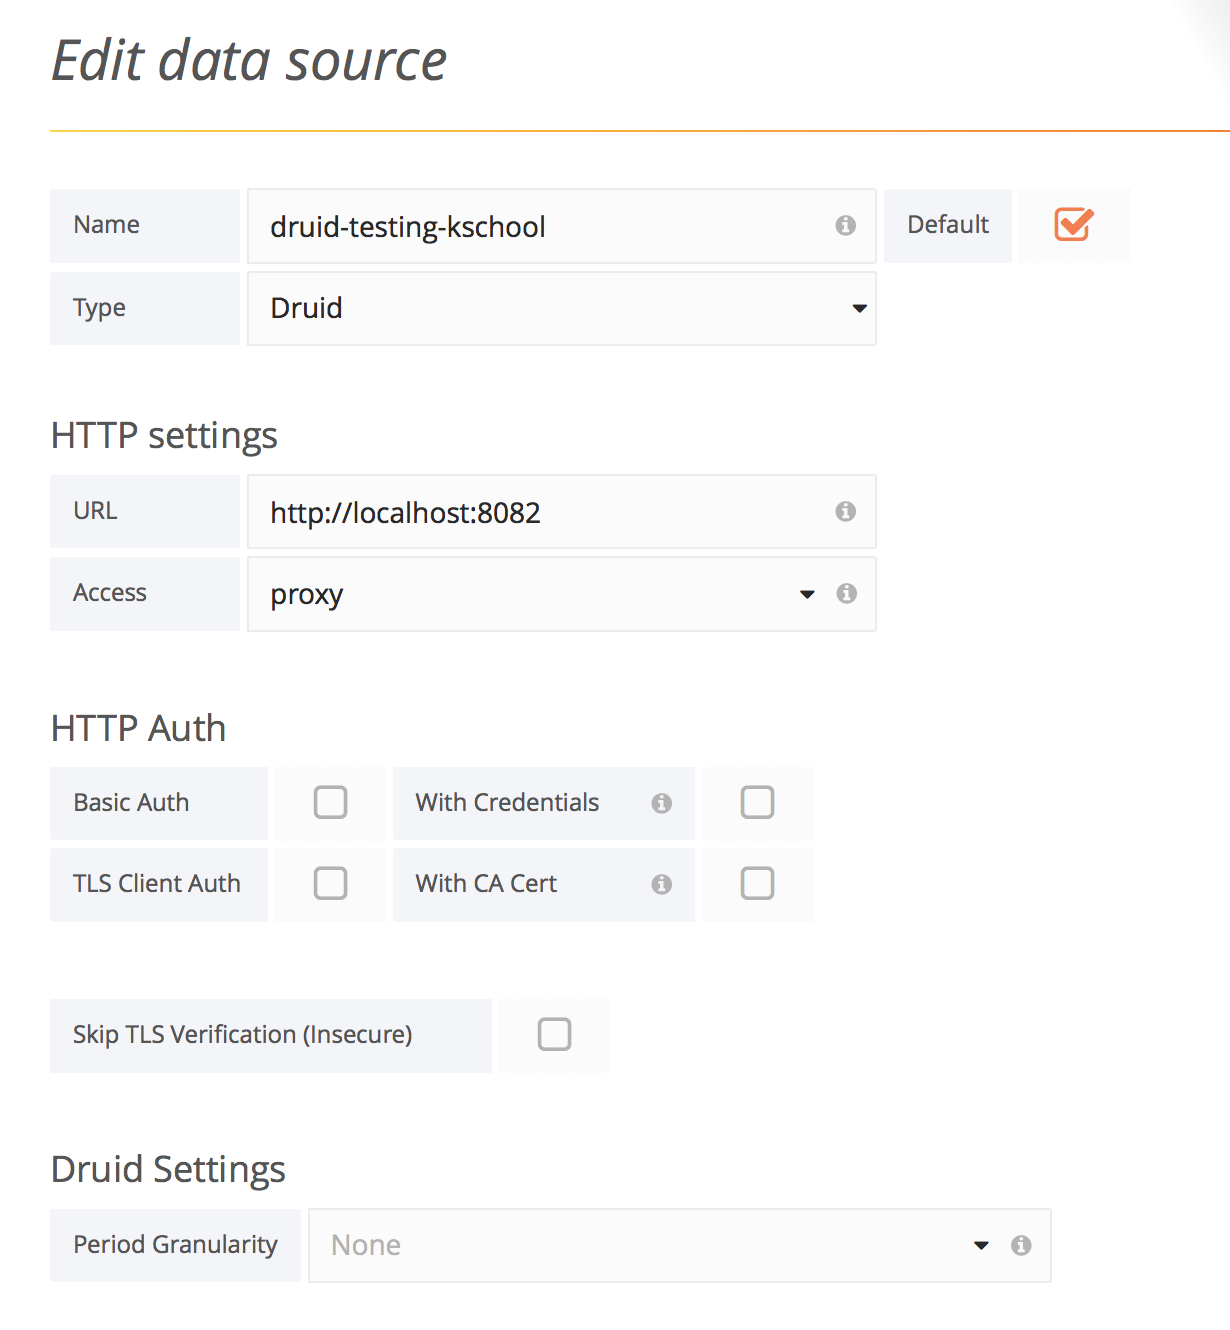 Edit data source
Name druid-testing-kschool Default
Type Druid
HTTP settings
URL http://localhost:8082
Access proxy
HTTP Auth
Basic Auth With Credentials
TLS Client Auth With CA Cert
Skip TLS Verification (Insecure)
Druid Settings
Period Granularity None